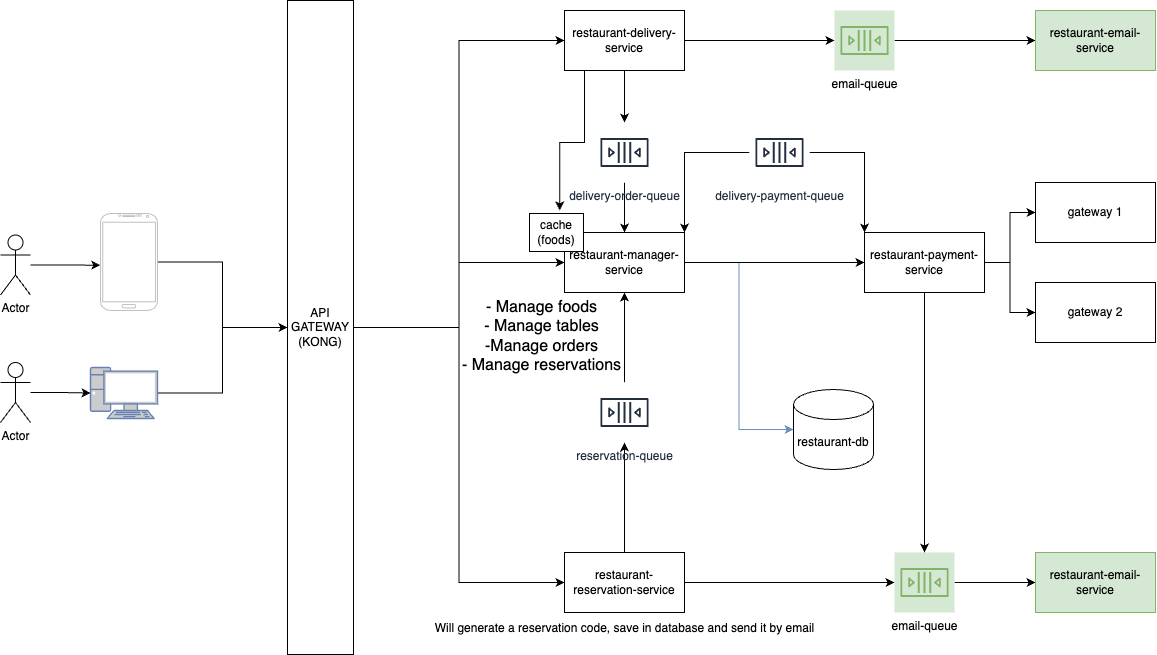 restaurant-delivery-
service
email-queue
restaurant-email-
service
delivery-order-queue
delivery-payment-queue
cache
(foods)
restaurant-manager-
service
restaurant-payment-
service
gateway 1
gateway 2
Actor
Actor
API
GATEWAY
(KONG)
- Manage foods
- Manage tables
-Manage orders
- Manage reservations
reservation-queue
restaurant-db
restaurant-
reservation-service
Will generate a reservation code, save in database and send it by email
email-queue
restaurant-email-
service